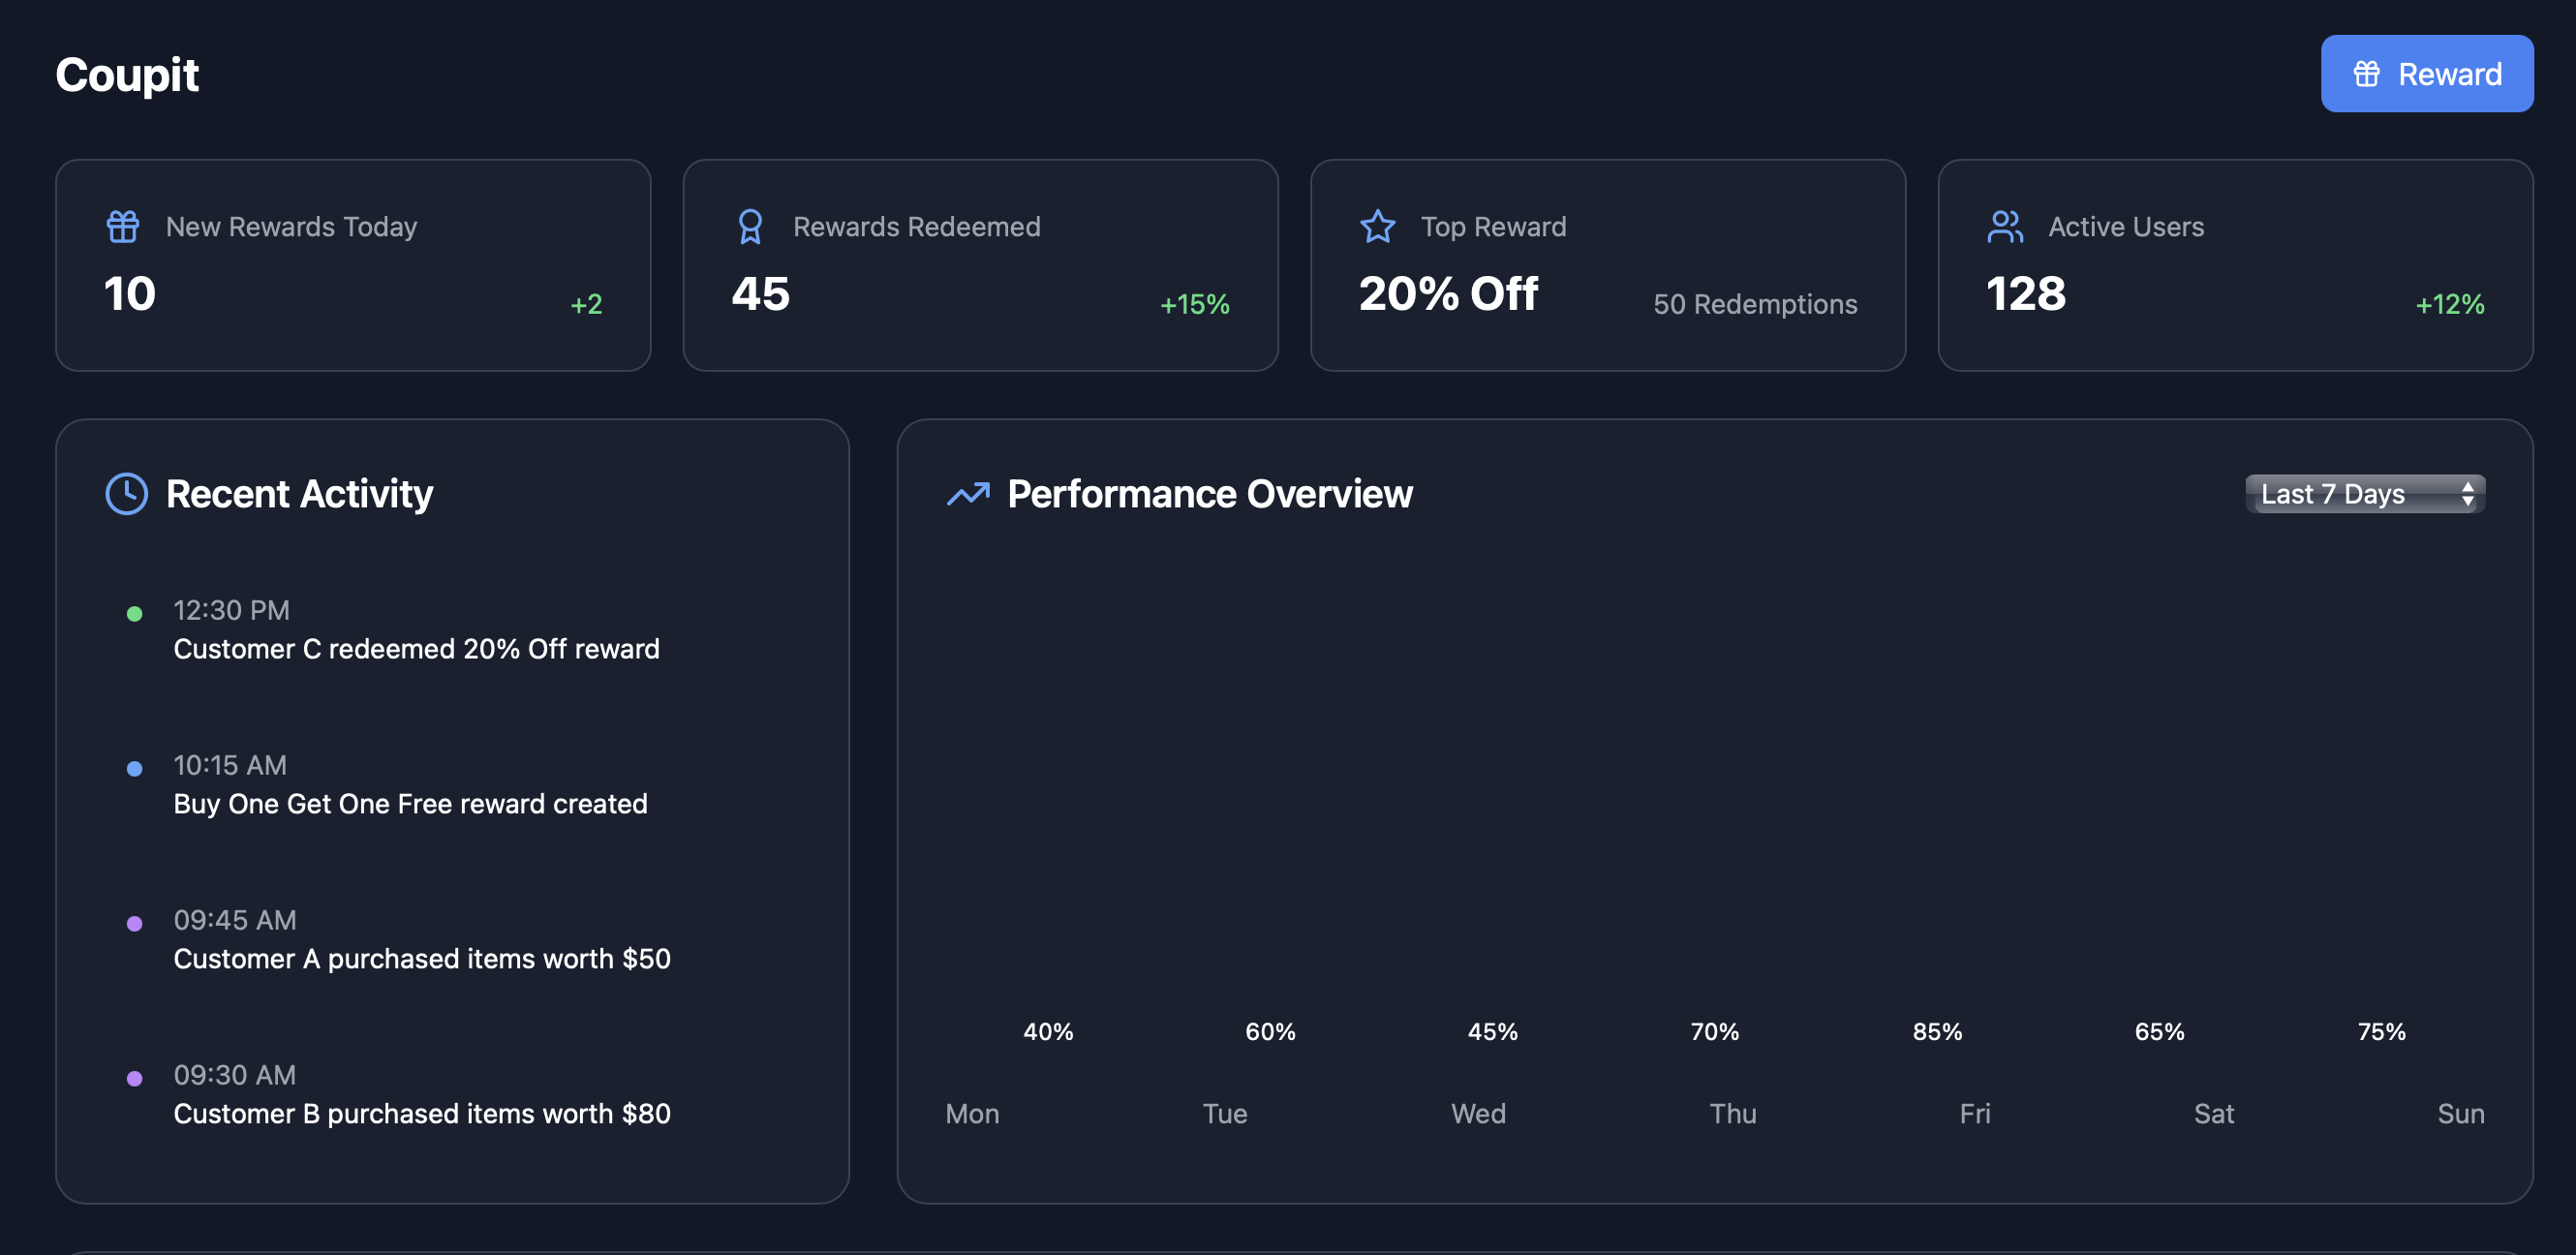 Coupit
Reward
New Rewards Today
10
+2
Rewards Redeemed
45
+15%
Top Reward
20% Off
50 Redemptions
Active Users
128
+12%
Recent Activity
12:30 PM
Customer C redeemed 20% Off reward
10:15 AM
Buy One Get One Free reward created
09:45 AM
Customer A purchased items worth $50
09:30 AM
Customer B purchased items worth $80
Performance Overview
Last 7 Days
40% 60% 45% 70% 85% 65% 75%
Mon Tue Wed Thu Fri Sat Sun